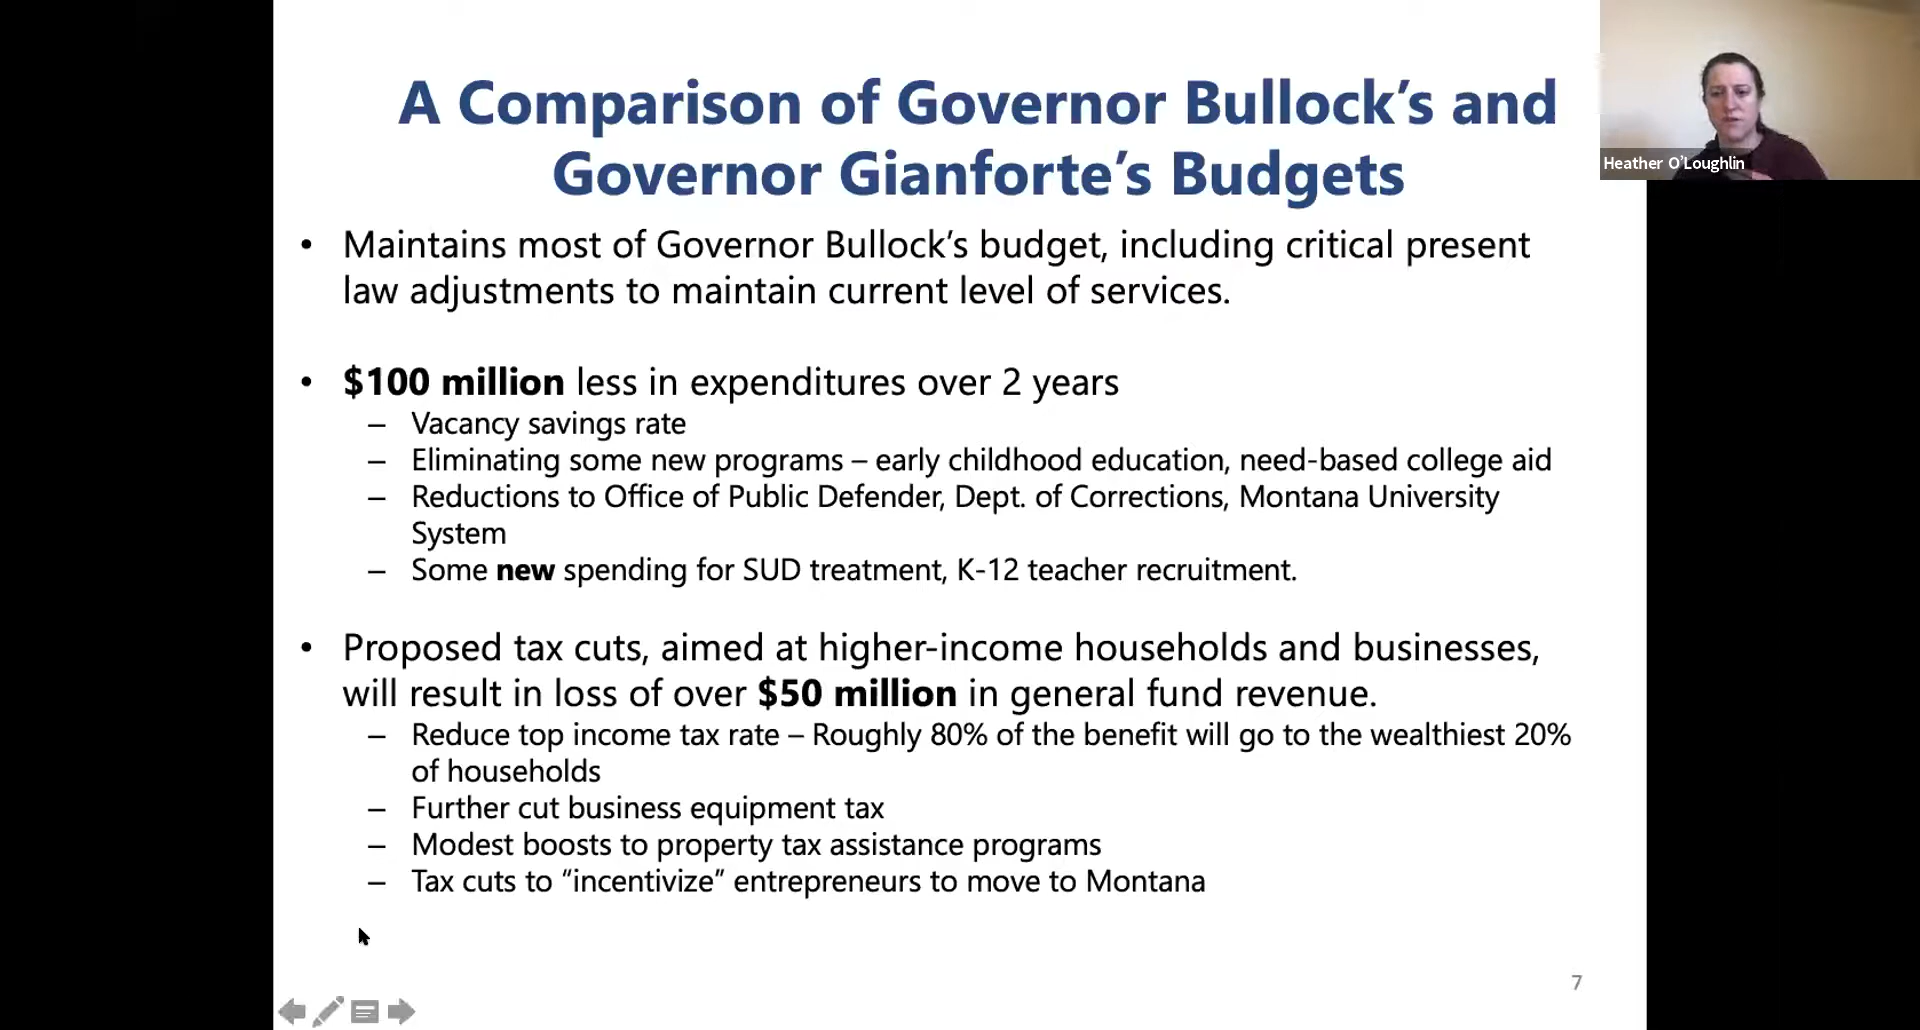 A Comparison of Governor Bullock’s and
Governor Gianforte’s Budgets
Heather O’Loughlin
• Maintains most of Governor Bullock’s budget, including critical present
law adjustments to maintain current level of services.
• $100 million less in expenditures over 2 years
– Vacancy savings rate
– Eliminating some new programs – early childhood education, need-based college aid
– Reductions to Office of Public Defender, Dept. of Corrections, Montana University
System
– Some new spending for SUD treatment, K-12 teacher recruitment.
• Proposed tax cuts, aimed at higher-income households and businesses,
will result in loss of over $50 million in general fund revenue.
– Reduce top income tax rate – Roughly 80% of the benefit will go to the wealthiest 20%
of households
– Further cut business equipment tax
– Modest boosts to property tax assistance programs
– Tax cuts to “incentivize” entrepreneurs to move to Montana
7